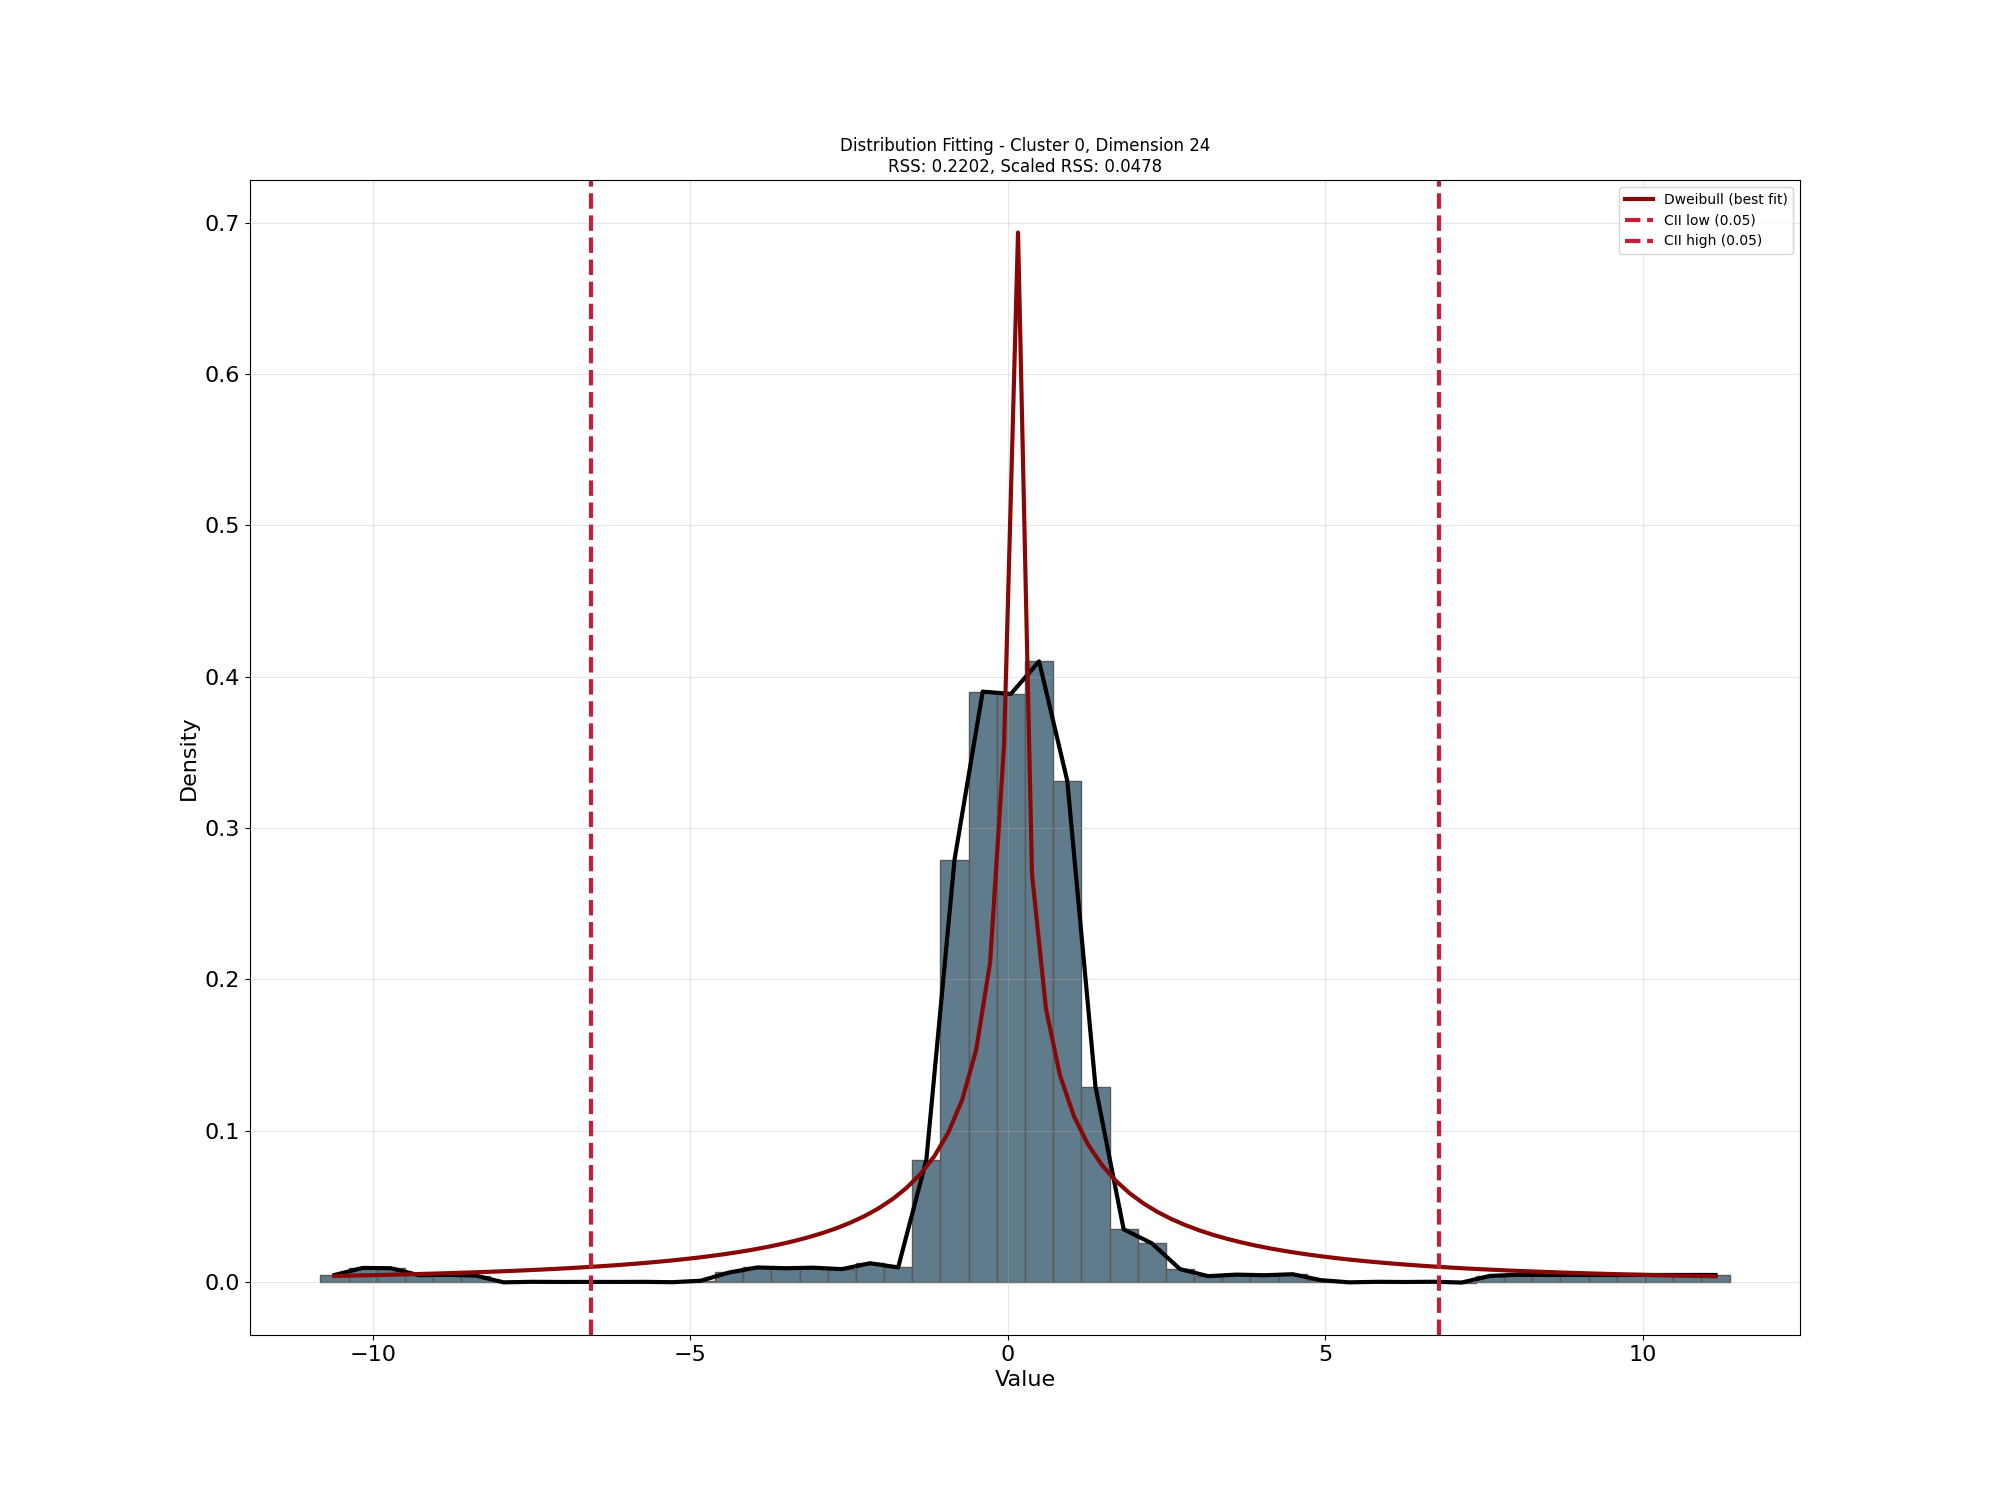 Distribution Fitting - Cluster 0, Dimension 24
RSS: 0.2202, Scaled RSS: 0.0478
Dweibull (best fit)
CII low (0.05)
CII high (0.05)
0.7
0.6
0.5
0.4
0.3
0.2
0.1
0.0
Density
−10
−5
0
5
10
Value